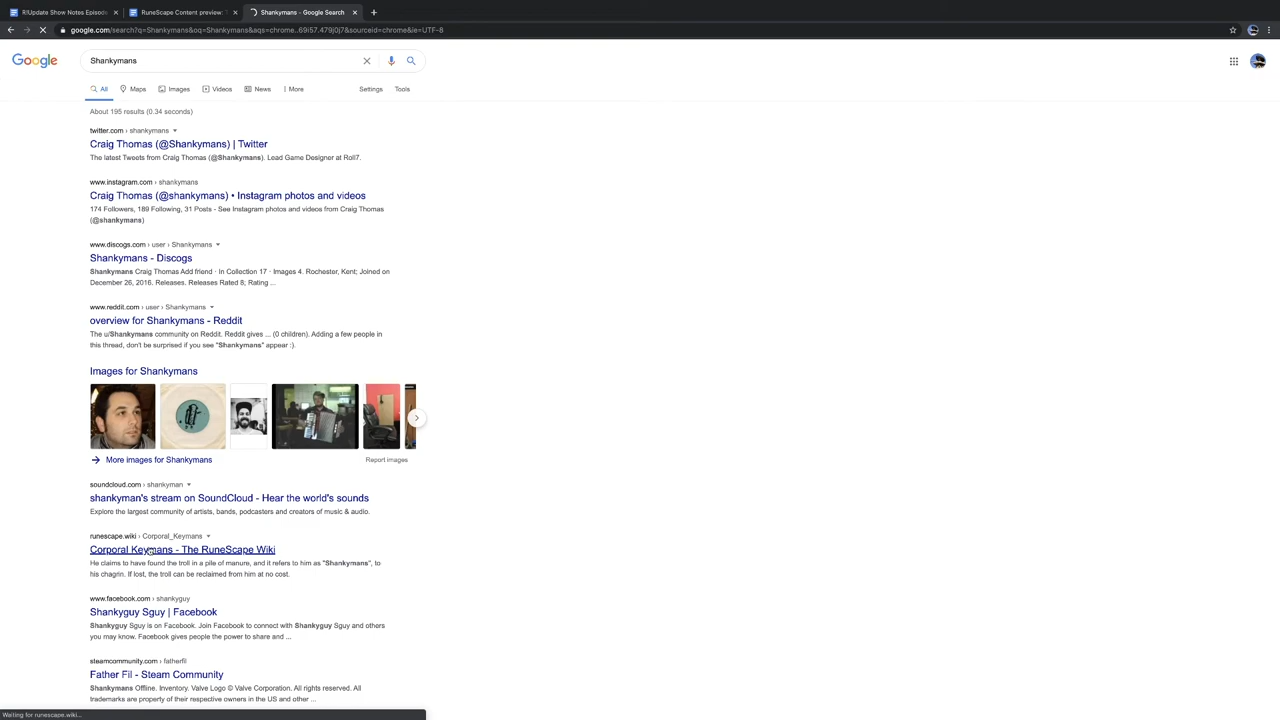 R!Update Show Notes Episode
RuneScape Content preview:
Shankymans - Google Search
google.com/search?q=Shankymans&oq=Shankymans&aqs=chrome..69i57.479j0j7&sourceid=chrome&ie=UTF-8
Google
Shankymans
All
Maps
Images
Videos
News
More
Settings
Tools
About 195 results (0.34 seconds)
twitter.com › shankymans
Craig Thomas (@Shankymans) | Twitter
The latest Tweets from Craig Thomas (@Shankymans). Lead Game Designer at Roll7.
www.instagram.com › shankymans
Craig Thomas (@shankymans) • Instagram photos and videos
174 Followers, 189 Following, 31 Posts - See Instagram photos and videos from Craig Thomas
(@shankymans)
www.discogs.com › user › Shankymans
Shankymans - Discogs
Shankymans Craig Thomas Add friend · In Collection 17 · Images 4. Rochester, Kent; Joined on
December 26, 2016. Releases, Releases Rated 8; Rating ...
www.reddit.com › user › Shankymans
overview for Shankymans - Reddit
The u/Shankymans community on Reddit. Reddit gives ... (0 children). Adding a few people in
this thread, don't be surprised if you see "Shankymans" appear :).
Images for Shankymans
More images for Shankymans
Report images
soundcloud.com › shankyman
shankyman's stream on SoundCloud - Hear the world's sounds
Explore the largest community of artists, bands, podcasters and creators of music & audio.
runescape.wiki › Corporal_Keymans
Corporal Keymans - The RuneScape Wiki
He claims to have found the troll in a pile of manure, and it refers to him as "Shankymans", to
his chagrin. If lost, the troll can be reclaimed from him at no cost.
www.facebook.com › shankyguy
Shankyguy Sguy | Facebook
Shankyguy Sguy is on Facebook. Join Facebook to connect with Shankyguy Sguy and others
you may know. Facebook gives people the power to share and ...
steamcommunity.com › fatherfil
Father Fil - Steam Community
Shankymans Offline. Inventory. Valve Logo © Valve Corporation. All rights reserved. All
trademarks are property of their respective owners in the US and other ...
Waiting for runescape.wiki...